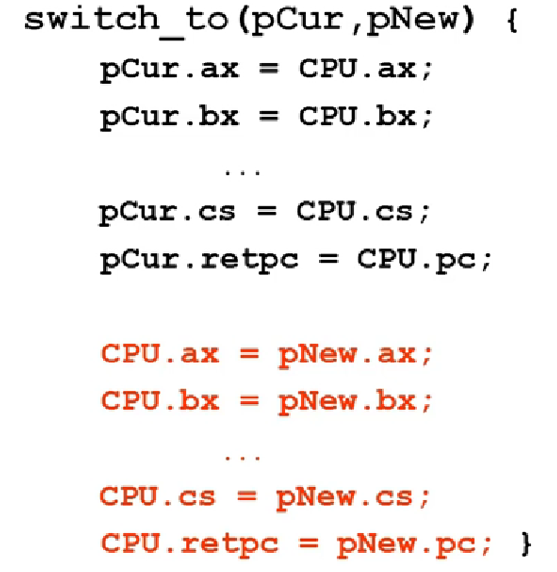 switch_to(pCur,pNew) {
pCur.ax = CPU.ax;
pCur.bx = CPU.bx;
...
pCur.cs = CPU.cs;
pCur.retpc = CPU.pc;
CPU.ax = pNew.ax;
CPU.bx = pNew.bx;
...
CPU.cs = pNew.cs;
CPU.retpc = pNew.pc; }